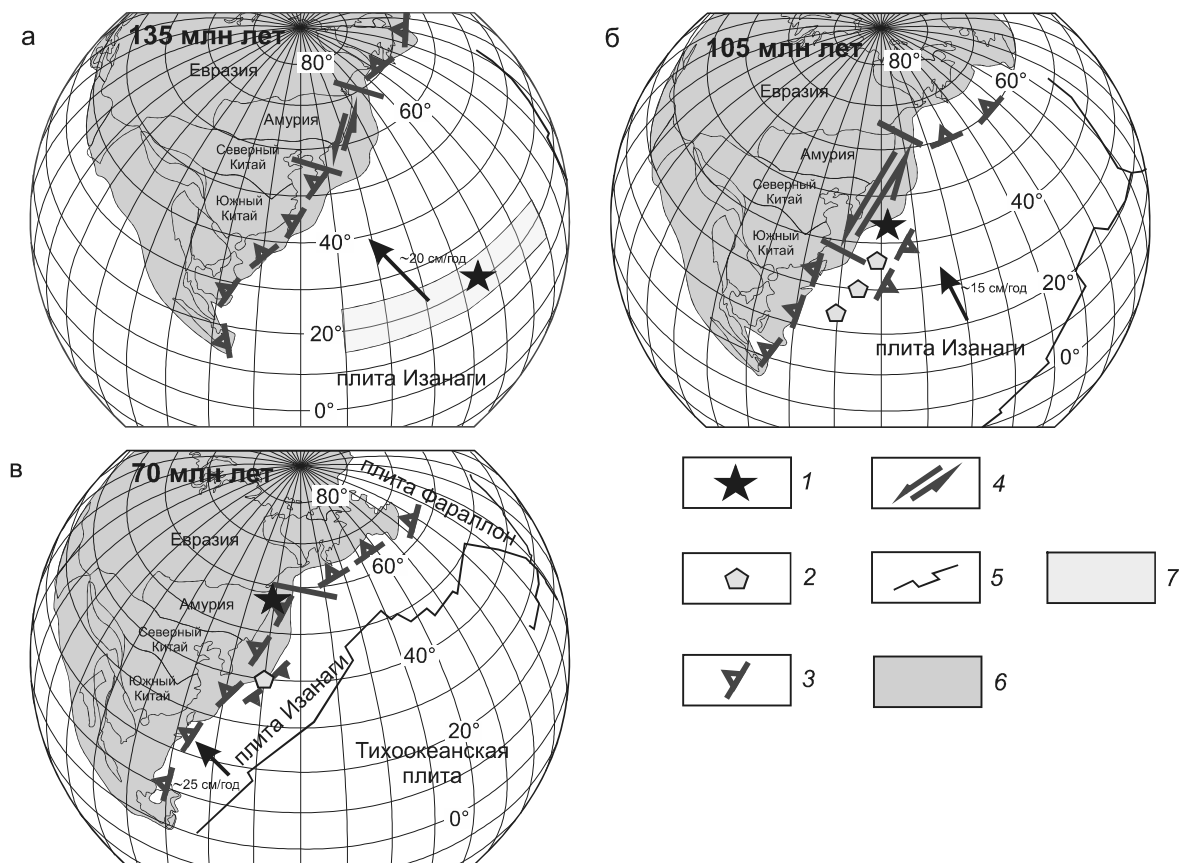 а
135 млн лет
Евразия
80°
60°
Амурия
Северный
Китай
Южный
Китай
40°
~20 см/год
20°
плита Изанаги
0°
б
105 млн лет
80°
60°
Евразия
Амурия
Северный
Китай
40°
Южный
Китай
20°
~15 см/год
плита Изанаги
0°
в
70 млн лет
плита Фараллон
80°
Евразия
60°
Амурия
Северный
Китай
40°
Южный
Китай
плита Изанаги
20°
Тихоокеанская
плита
~25 см/год
0°
1
4
2
5
7
3
6